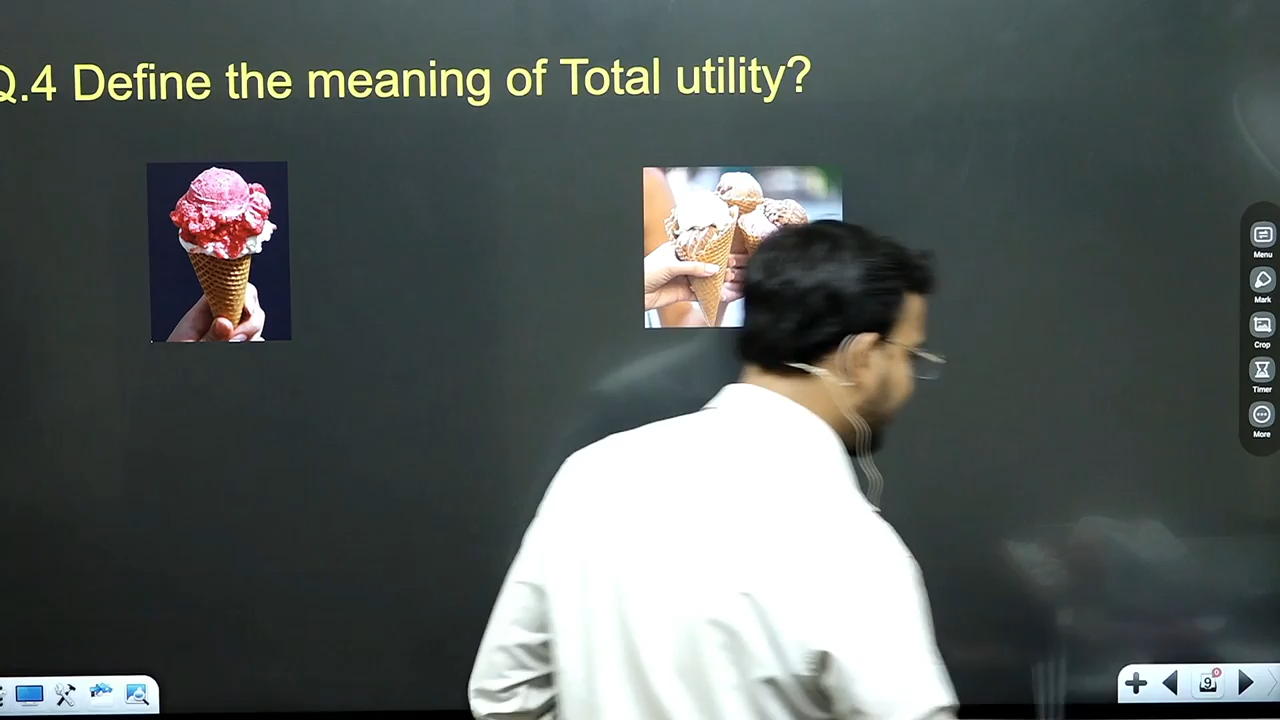 Q.4 Define the meaning of Total utility?
Menu
Mark
Crop
Timer
More
9